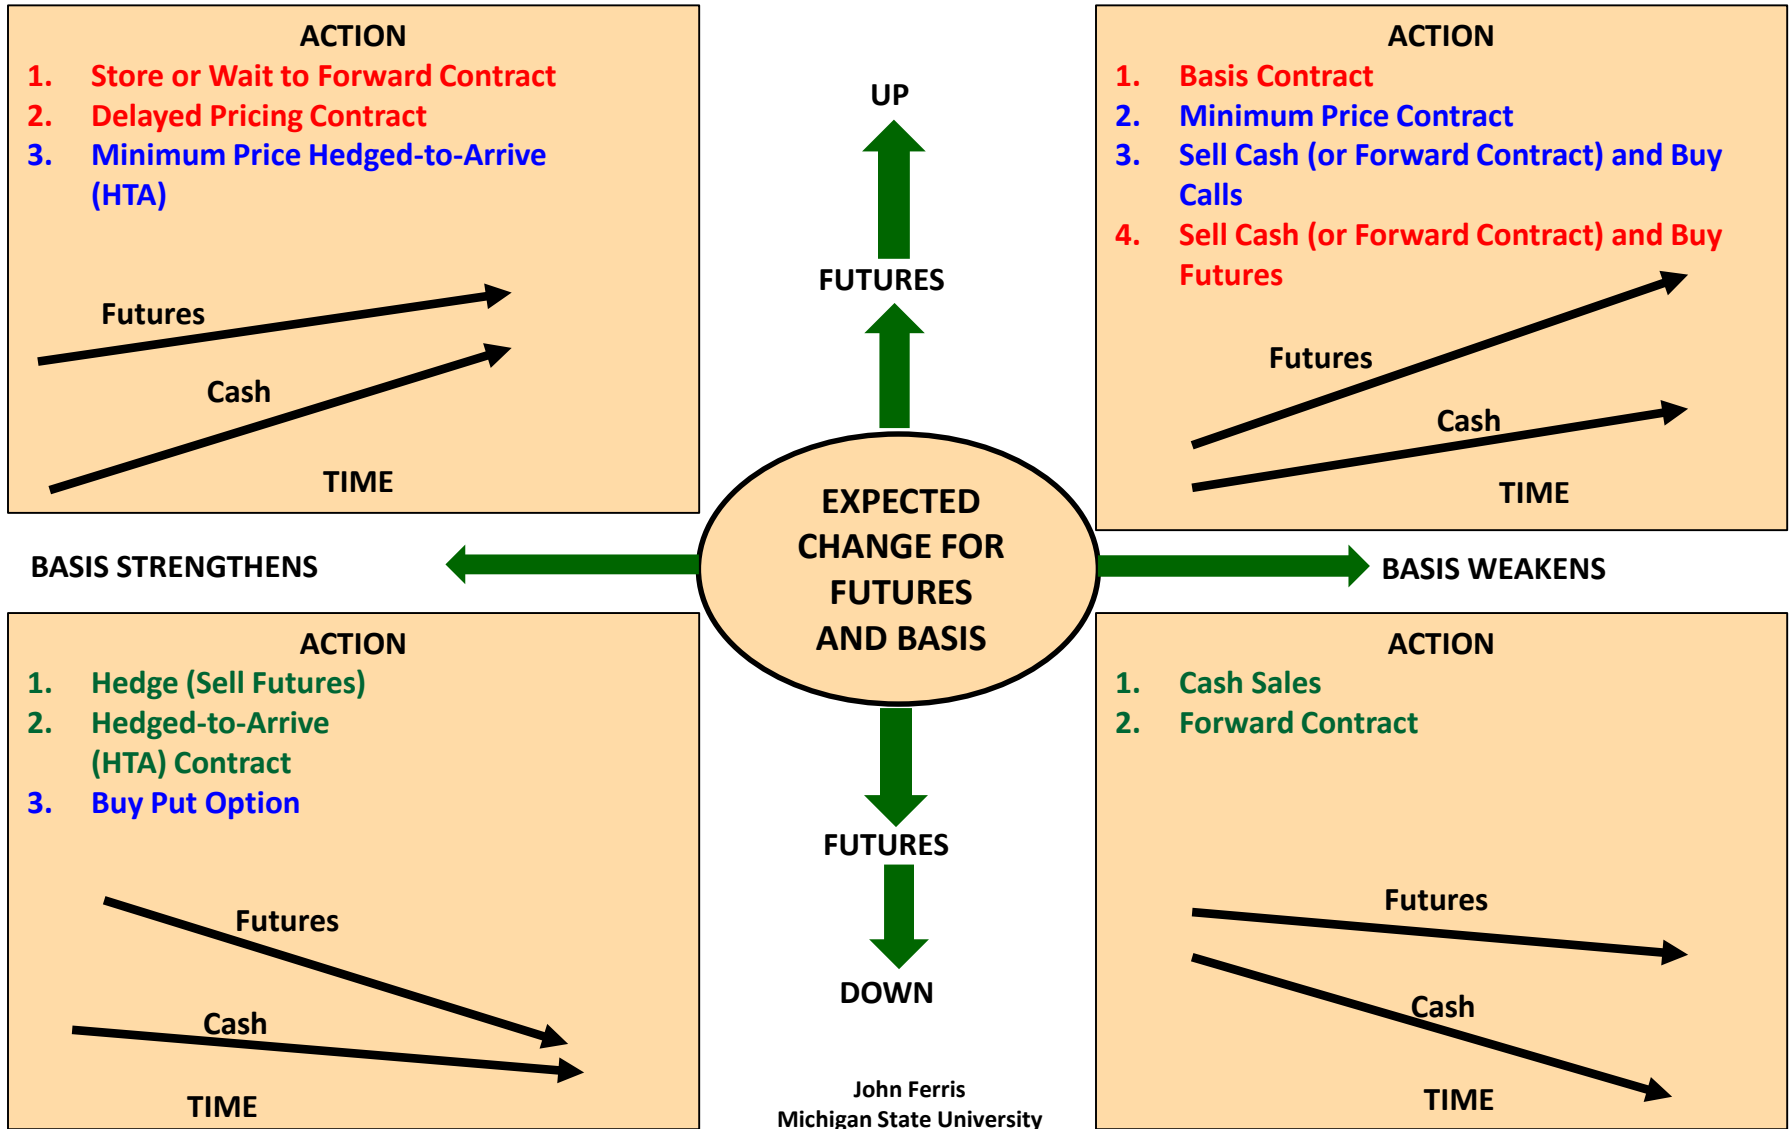 ACTION
1. Store or Wait to Forward Contract
2. Delayed Pricing Contract
3. Minimum Price Hedged-to-Arrive
(HTA)
Futures
Cash
TIME
UP
FUTURES
ACTION
1. Basis Contract
2. Minimum Price Contract
3. Sell Cash (or Forward Contract) and Buy
Calls
4. Sell Cash (or Forward Contract) and Buy
Futures
Futures
Cash
TIME
BASIS STRENGTHENS
EXPECTED
CHANGE FOR
FUTURES
AND BASIS
BASIS WEAKENS
ACTION
1. Hedge (Sell Futures)
2. Hedged-to-Arrive
(HTA) Contract
3. Buy Put Option
Futures
Cash
TIME
FUTURES
DOWN
John Ferris
Michigan State University
ACTION
1. Cash Sales
2. Forward Contract
Futures
Cash
TIME